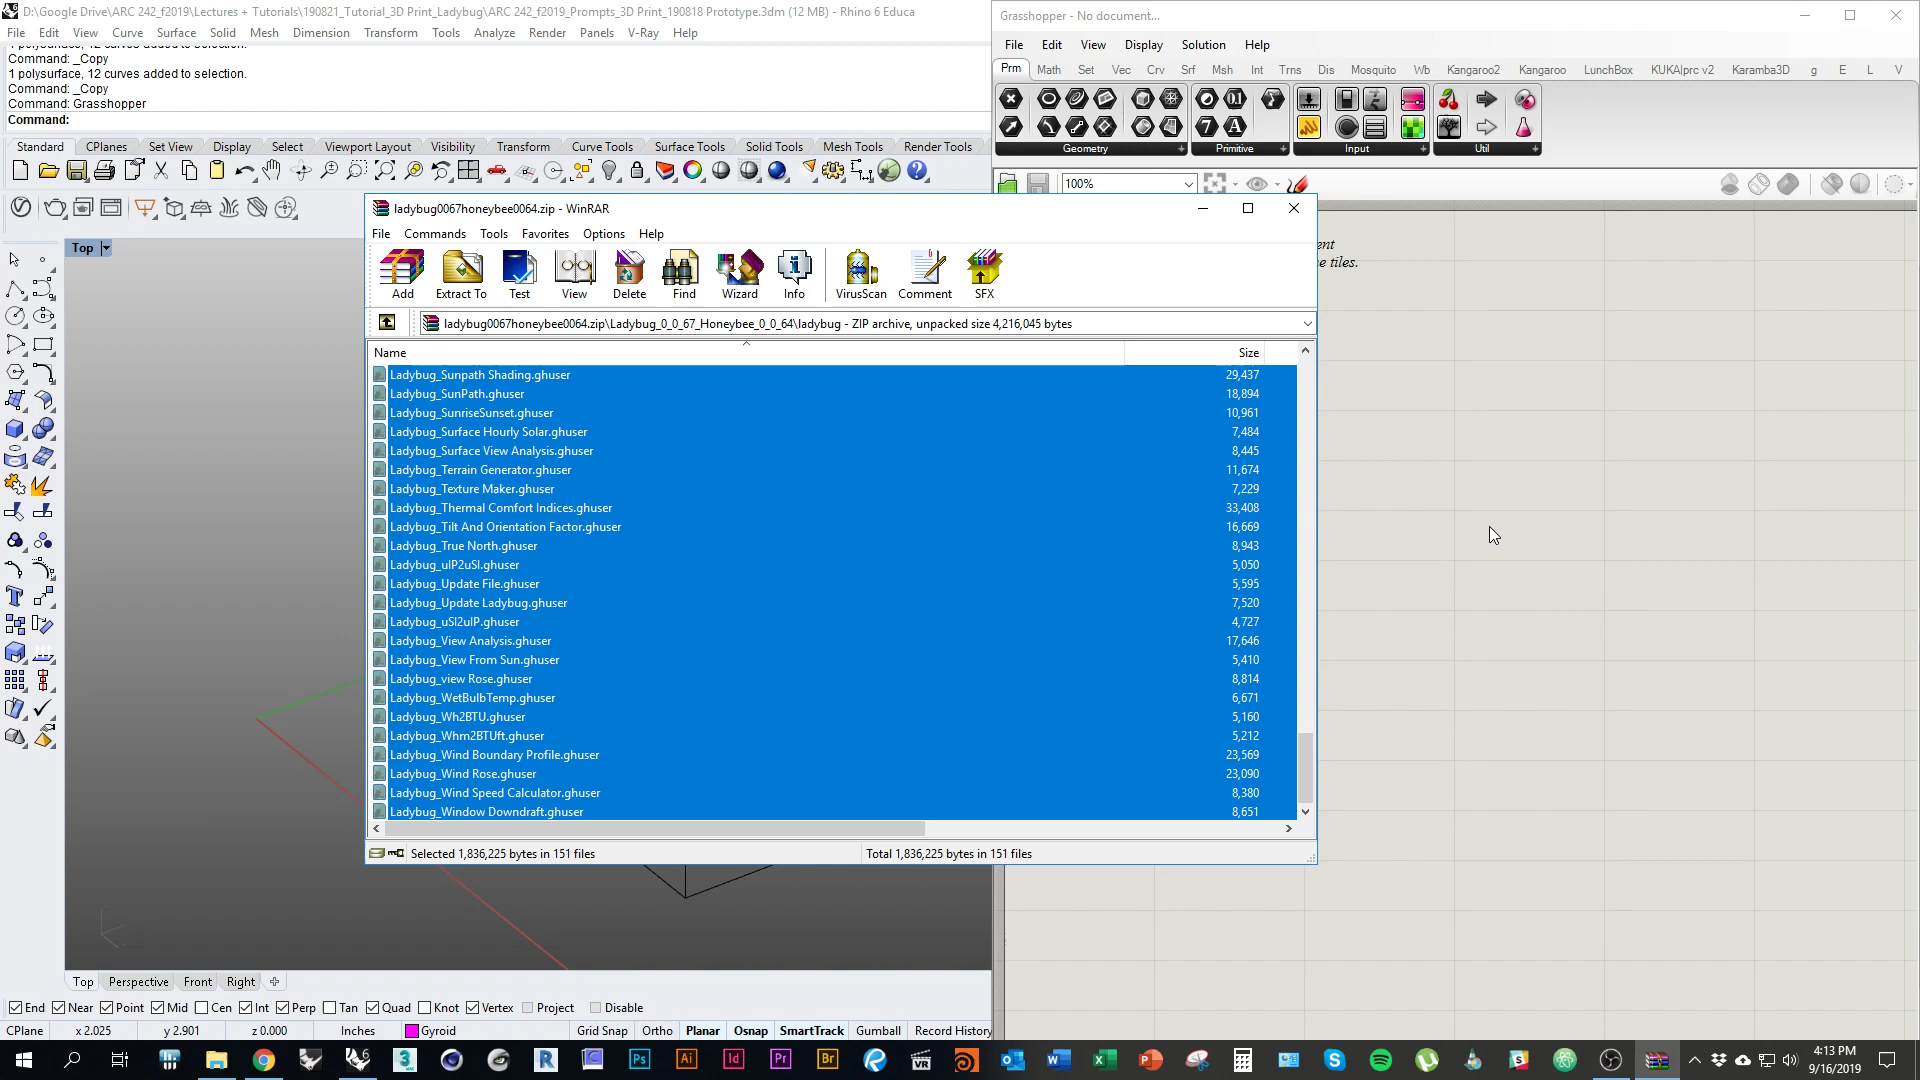 D:\Google Drive\ARC 242_f2019\Lectures + Tutorials\190821_Tutorial_3D Print_Ladybug\ARC 242_f2019_Prompts_3D Print_190818 Prototype.3dm (12 MB) - Rhino 6 Educa
File Edit View Curve Surface Solid Mesh Dimension Transform Tools Analyze Render Panels V-Ray Help
1 polysurface, 12 curves added to selection.
Command: _Copy
1 polysurface, 12 curves added to selection.
Command: _Copy
Command: Grasshopper
Command:
Standard CPlanes Set View Display Select Viewport Layout Visibility Transform Curve Tools Surface Tools Solid Tools Mesh Tools Render Tools
Top
Grasshopper - No document...
File Edit View Display Solution Help
Prm Math Set Vec Crv Srf Msh Int Trns Dis Mosquito Wb Kangaroo2 Kangaroo LunchBox KUKA|prc v2 Karamba3D g E L V
Geometry Primitive Input Util
100%
ent
e tiles.
ladybug0067honeybee0064.zip - WinRAR
File Commands Tools Favorites Options Help
Add Extract To Test View Delete Find Wizard Info VirusScan Comment SFX
ladybug0067honeybee0064.zip\Ladybug_0_0_67_Honeybee_0_0_64\ladybug - ZIP archive, unpacked size 4,216,045 bytes
Name Size
Ladybug_Sunpath Shading.ghuser 29,437
Ladybug_SunPath.ghuser 18,894
Ladybug_SunriseSunset.ghuser 10,961
Ladybug_Surface Hourly Solar.ghuser 7,484
Ladybug_Surface View Analysis.ghuser 8,445
Ladybug_Terrain Generator.ghuser 11,674
Ladybug_Texture Maker.ghuser 7,229
Ladybug_Thermal Comfort Indices.ghuser 33,408
Ladybug_Tilt And Orientation Factor.ghuser 16,669
Ladybug_True North.ghuser 8,943
Ladybug_uIP2uSI.ghuser 5,050
Ladybug_Update File.ghuser 5,595
Ladybug_Update Ladybug.ghuser 7,520
Ladybug_uSI2uIP.ghuser 4,727
Ladybug_View Analysis.ghuser 17,646
Ladybug_View From Sun.ghuser 5,410
Ladybug_view Rose.ghuser 8,814
Ladybug_WetBulbTemp.ghuser 6,671
Ladybug_Wh2BTU.ghuser 5,160
Ladybug_Whm2BTUft.ghuser 5,212
Ladybug_Wind Boundary Profile.ghuser 23,569
Ladybug_Wind Rose.ghuser 23,090
Ladybug_Wind Speed Calculator.ghuser 8,380
Ladybug_Window Downdraft.ghuser 8,651
Selected 1,836,225 bytes in 151 files Total 1,836,225 bytes in 151 files
Top Perspective Front Right
End Near Point Mid Cen Int Perp Tan Quad Knot Vertex Project Disable
CPlane x 2.025 y 2.901 z 0.000 Inches Gyroid Grid Snap Ortho Planar Osnap SmartTrack Gumball Record History
4:13 PM
9/16/2019